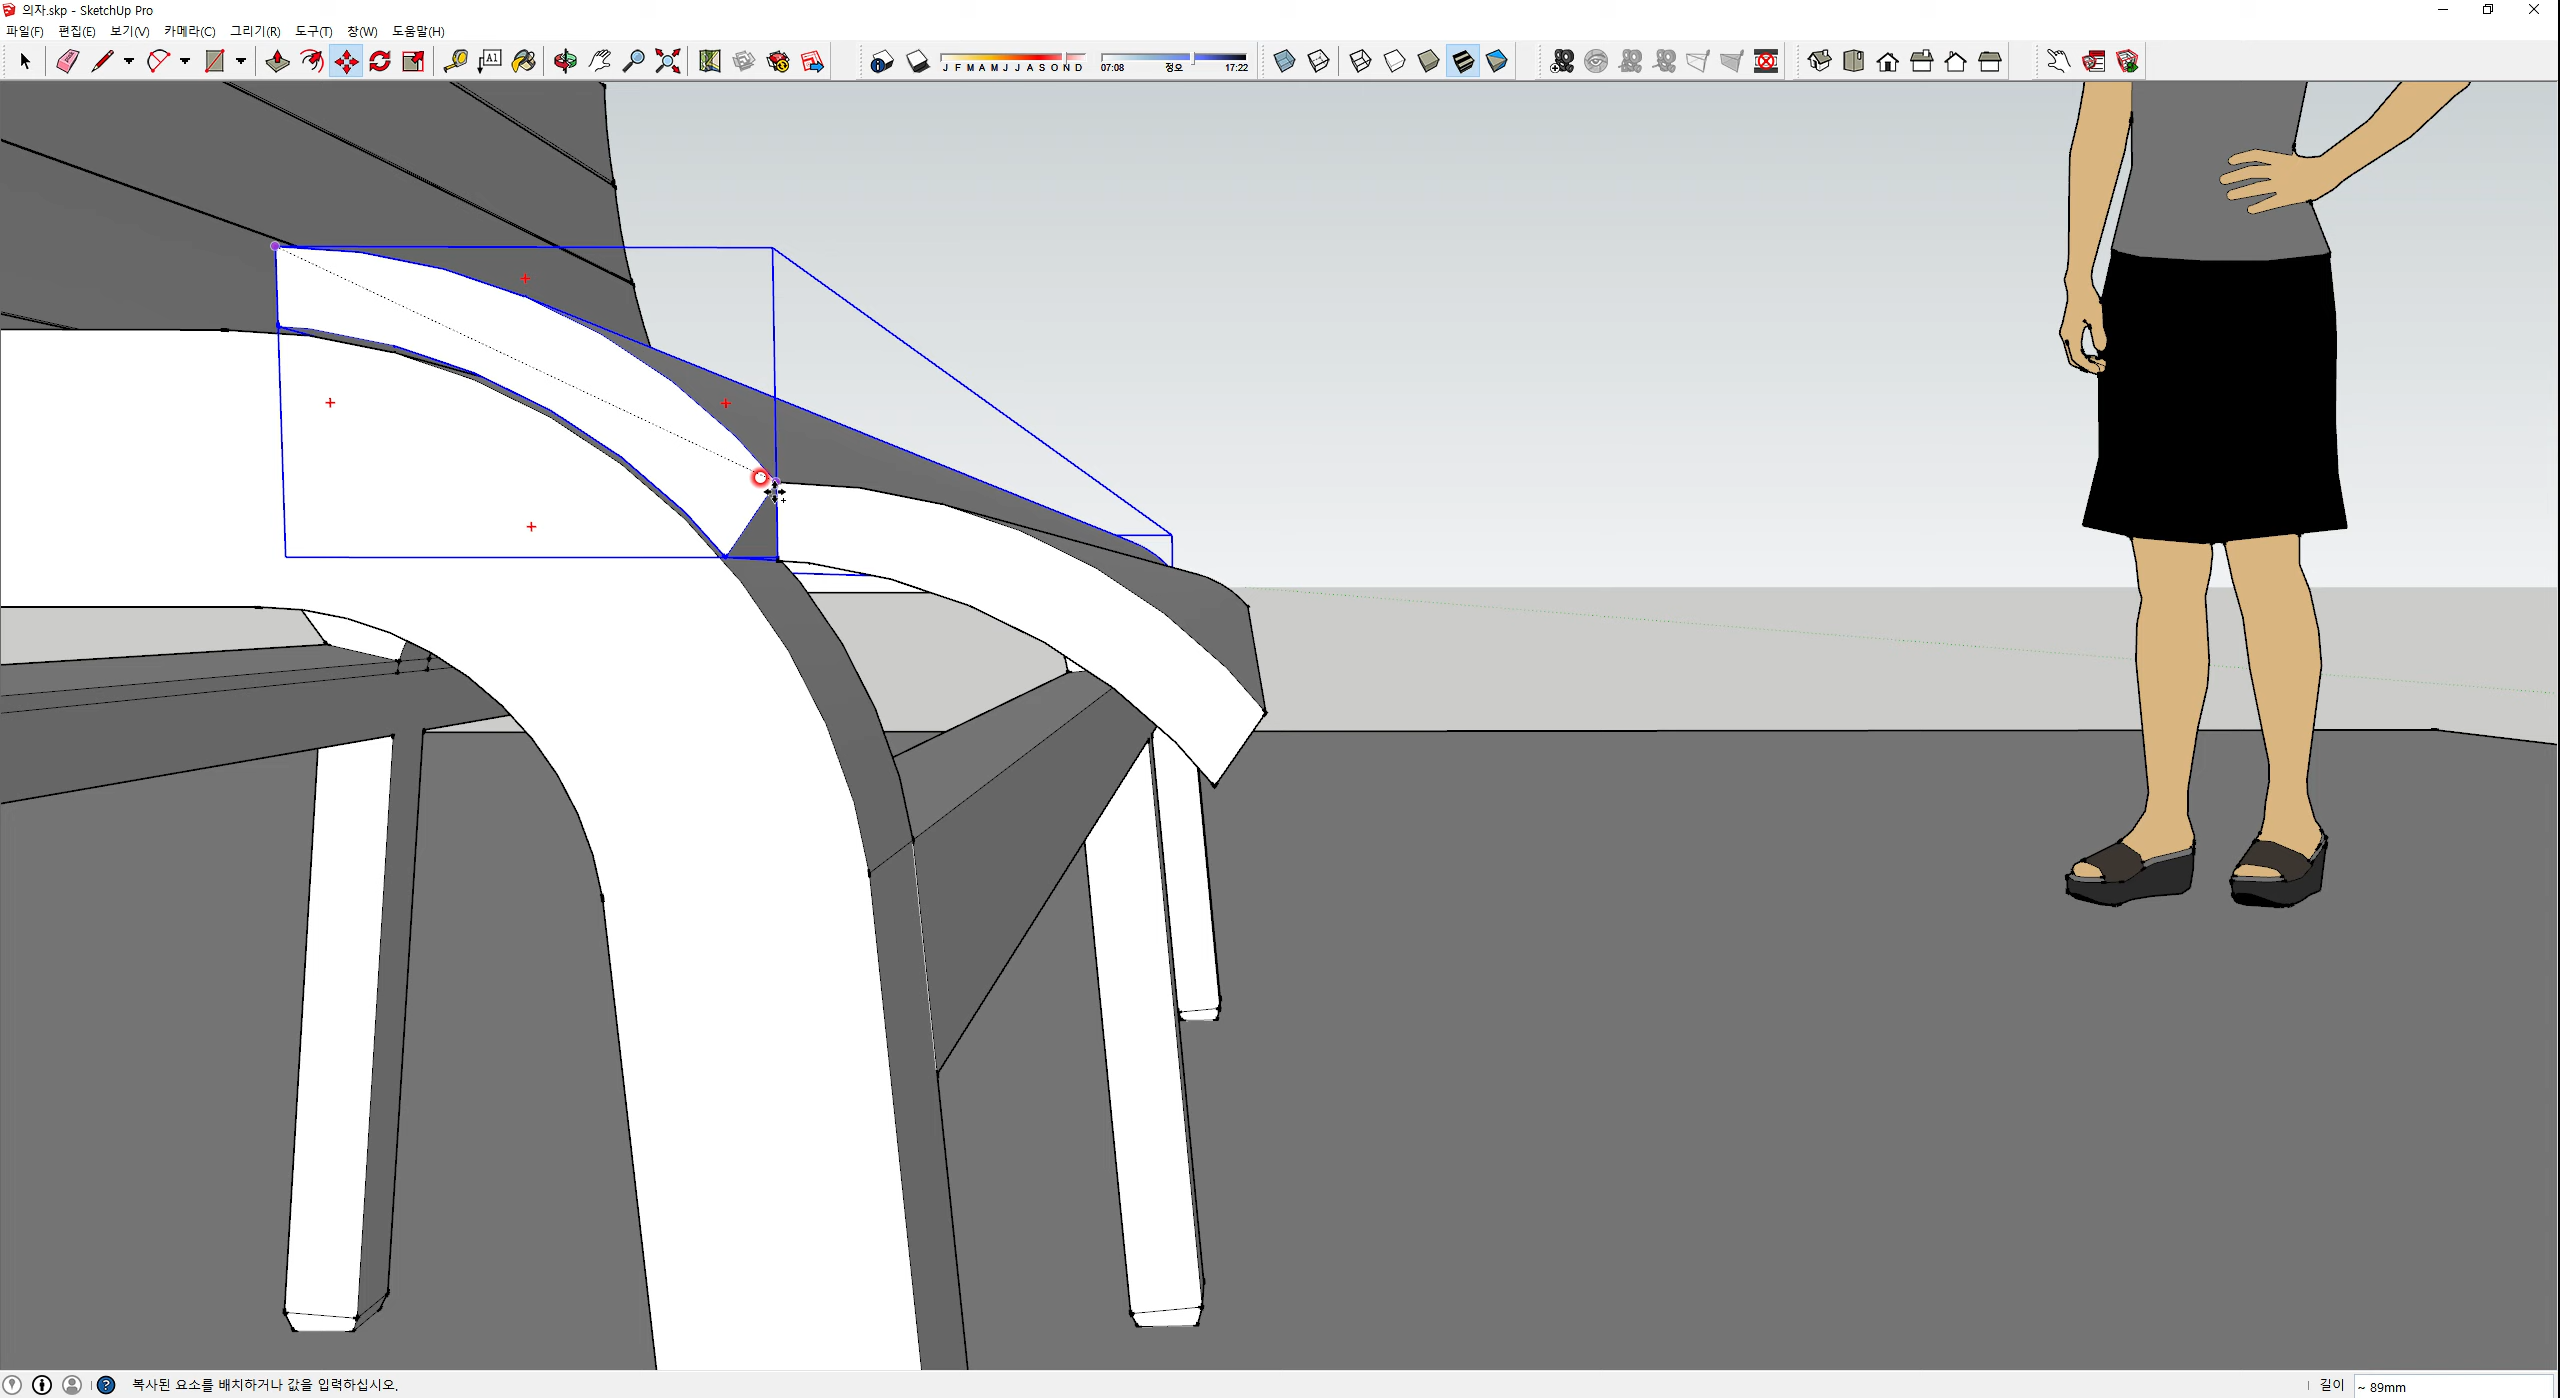 의자.skp - SketchUp Pro
파일(F) 편집(E) 보기(V) 카메라(C) 그리기(R) 도구(T) 창(W) 도움말(H)
A1
J F M A M J J A S O N D 07:08 정오 17:22
복사된 요소를 배치하거나 값을 입력하십시오. 길이 ~ 89mm